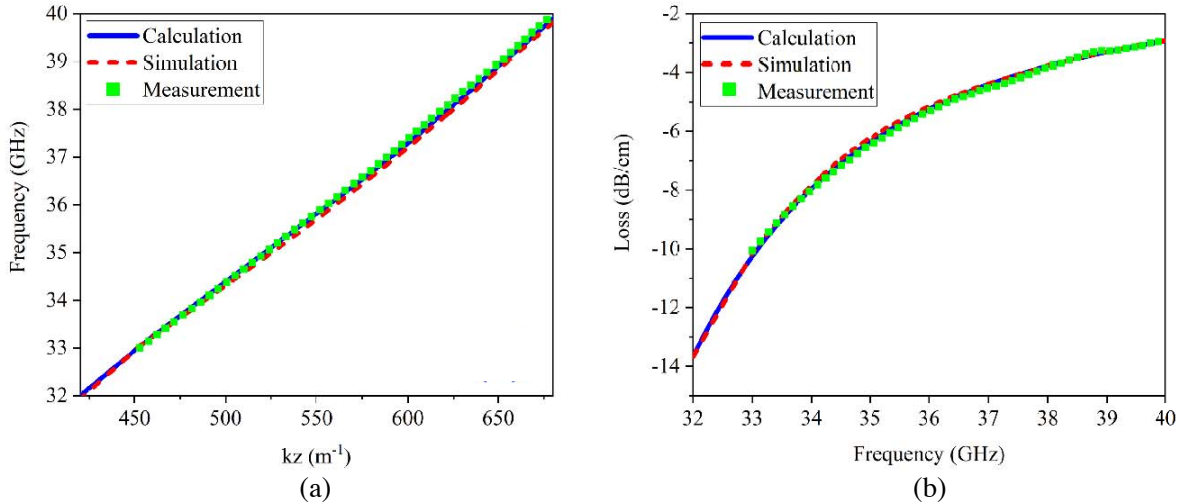 40
39
38
37
36
35
34
33
32
Frequency (GHz)
Calculation
Simulation
Measurement
450
500
550
600
650
kz (m⁻¹)
(a)
-2
-4
-6
-8
-10
-12
-14
Loss (dB/cm)
Calculation
Simulation
Measurement
32
33
34
35
36
37
38
39
40
Frequency (GHz)
(b)